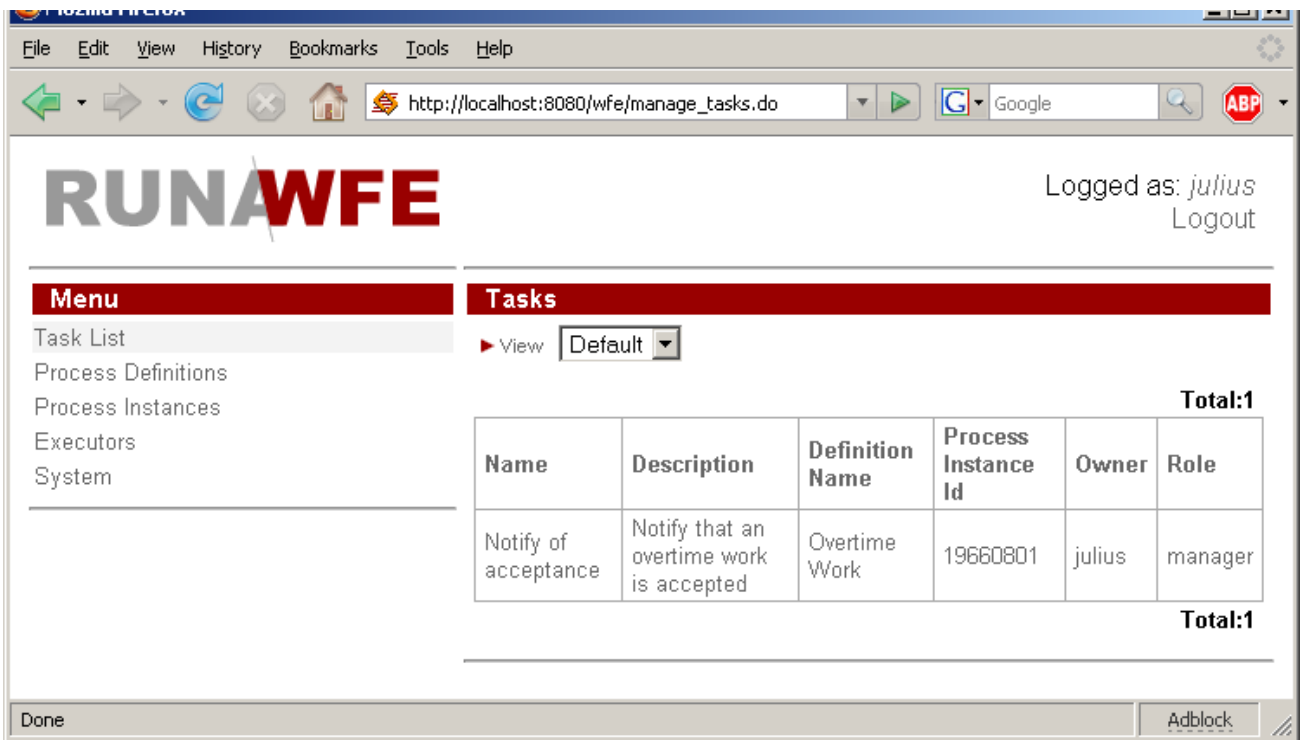 Mozilla Firefox
File Edit View History Bookmarks Tools Help
http://localhost:8080/wfe/manage_tasks.do
G Google
ABP
RUNAWFE
Logged as: julius
Logout
Menu
Task List
Process Definitions
Process Instances
Executors
System
Tasks
View Default
Total:1
Name Description Definition Name Process Instance Id Owner Role
Notify of acceptance Notify that an overtime work is accepted Overtime Work 19660801 julius manager
Total:1
Done
Adblock